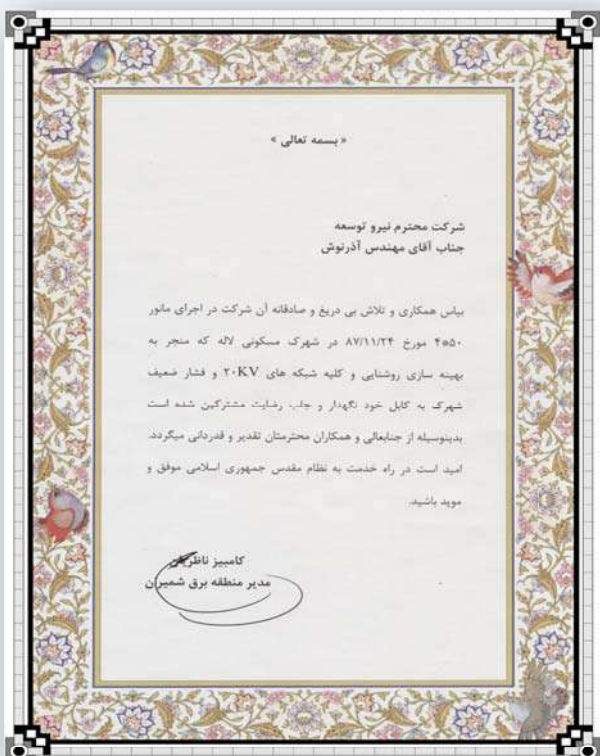 « بسمه تعالی »
شرکت محترم نیرو توسعه
جناب آقای مهندس آذرنوش
بپاس همکاری و تلاش بی دریغ و صادقانه آن شرکت در اجرای مانور
۴۰۵۰ مورخ ۸۷/۱۱/۲۴ در شهرک مسکونی لاله که منجر به
بهینه سازی روشنایی و کلیه شبکه های ۲۰KV و فشار ضعیف
شهرک به کابل خود نگهدار و جلب رضایت مشترکین شده است
بدینوسیله از جنابعالی و همکاران محترمتان تقدیر و قدردانی میگردد.
امید است در راه خدمت به نظام مقدس جمهوری اسلامی موفق و
موید باشید.
کامبیز ناظریان
مدیر منطقه برق شمیران